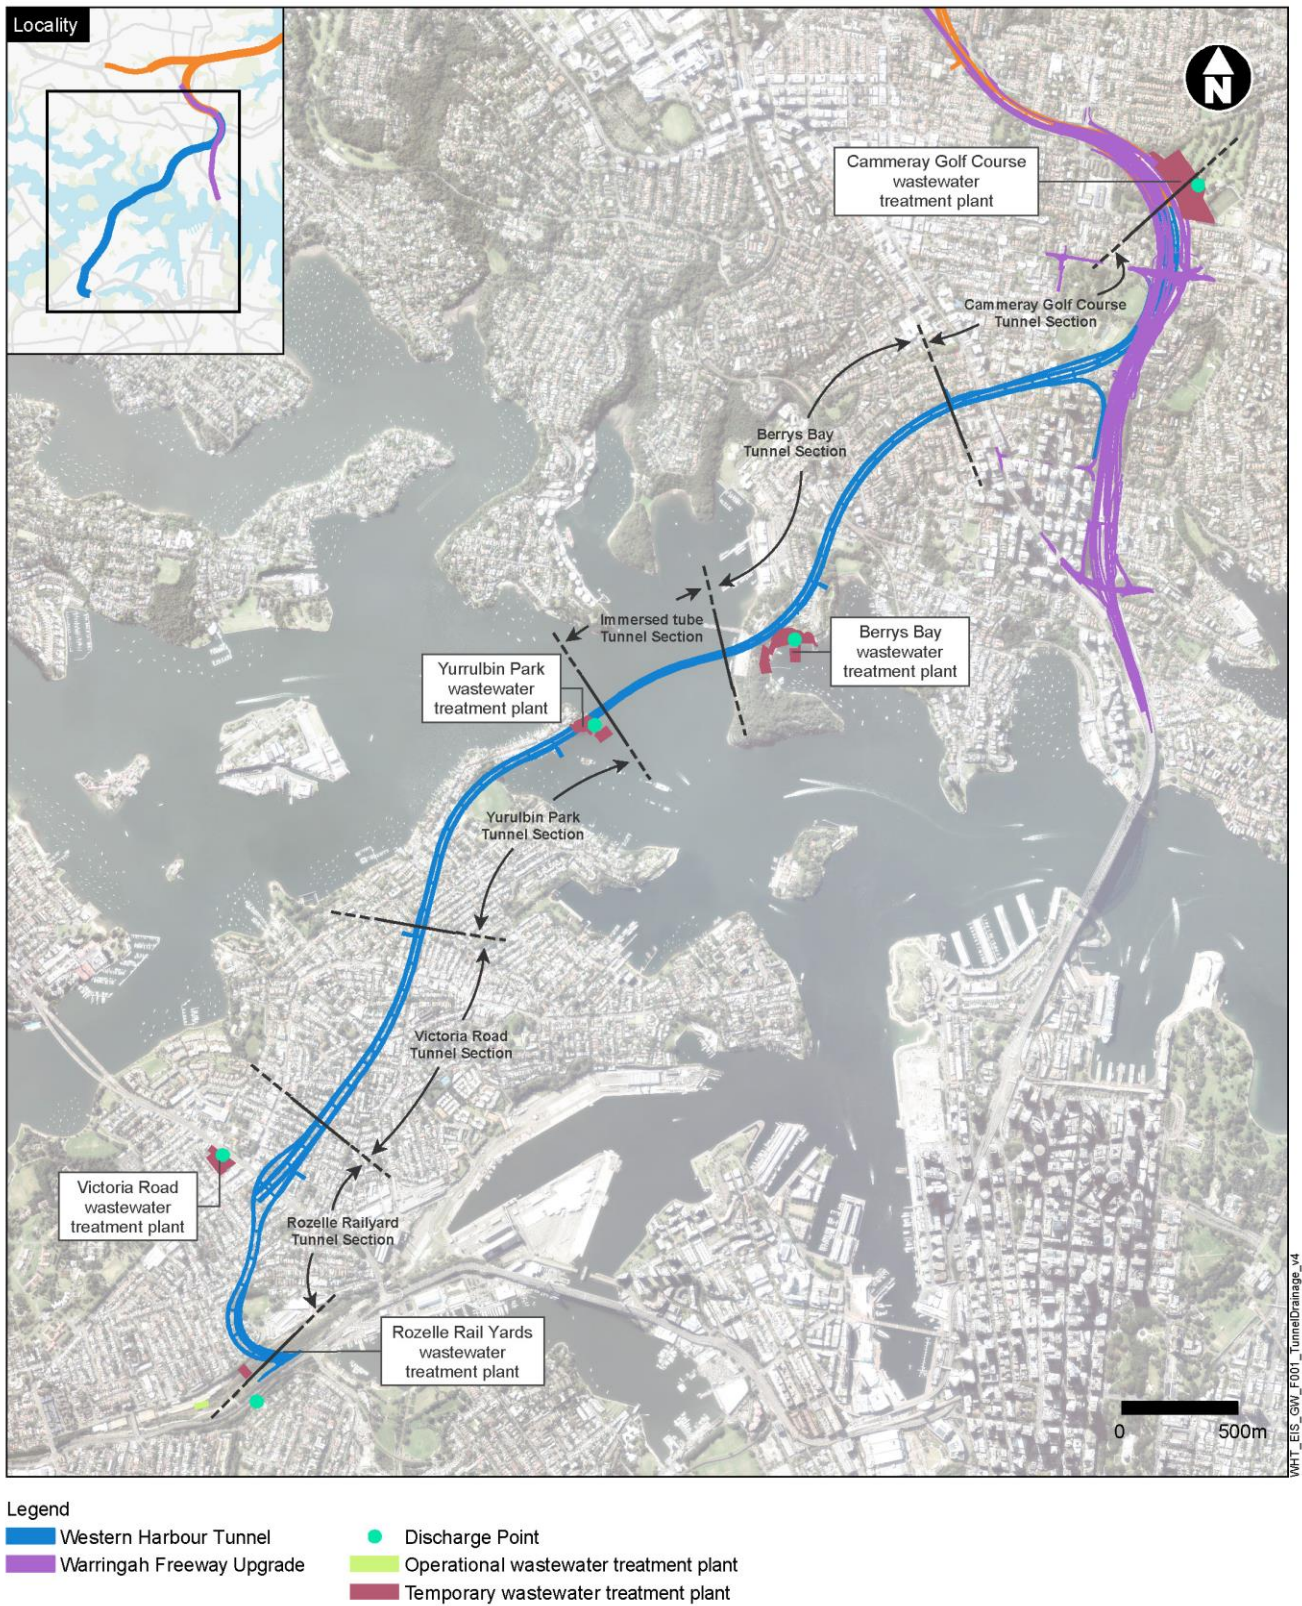 Locality
N
Cammeray Golf Course
wastewater
treatment plant
Cammeray Golf Course
Tunnel Section
Berrys Bay
Tunnel Section
Immersed tube
Tunnel Section
Berrys Bay
wastewater
treatment plant
Yurrulbin Park
wastewater
treatment plant
Yurulbin Park
Tunnel Section
Victoria Road
Tunnel Section
Victoria Road
wastewater
treatment plant
Rozelle Railyard
Tunnel Section
Rozelle Rail Yards
wastewater
treatment plant
0 500m
WHT_EIS_GW_F001_TunnelDrainage_v4
Legend
Western Harbour Tunnel
Warringah Freeway Upgrade
Discharge Point
Operational wastewater treatment plant
Temporary wastewater treatment plant